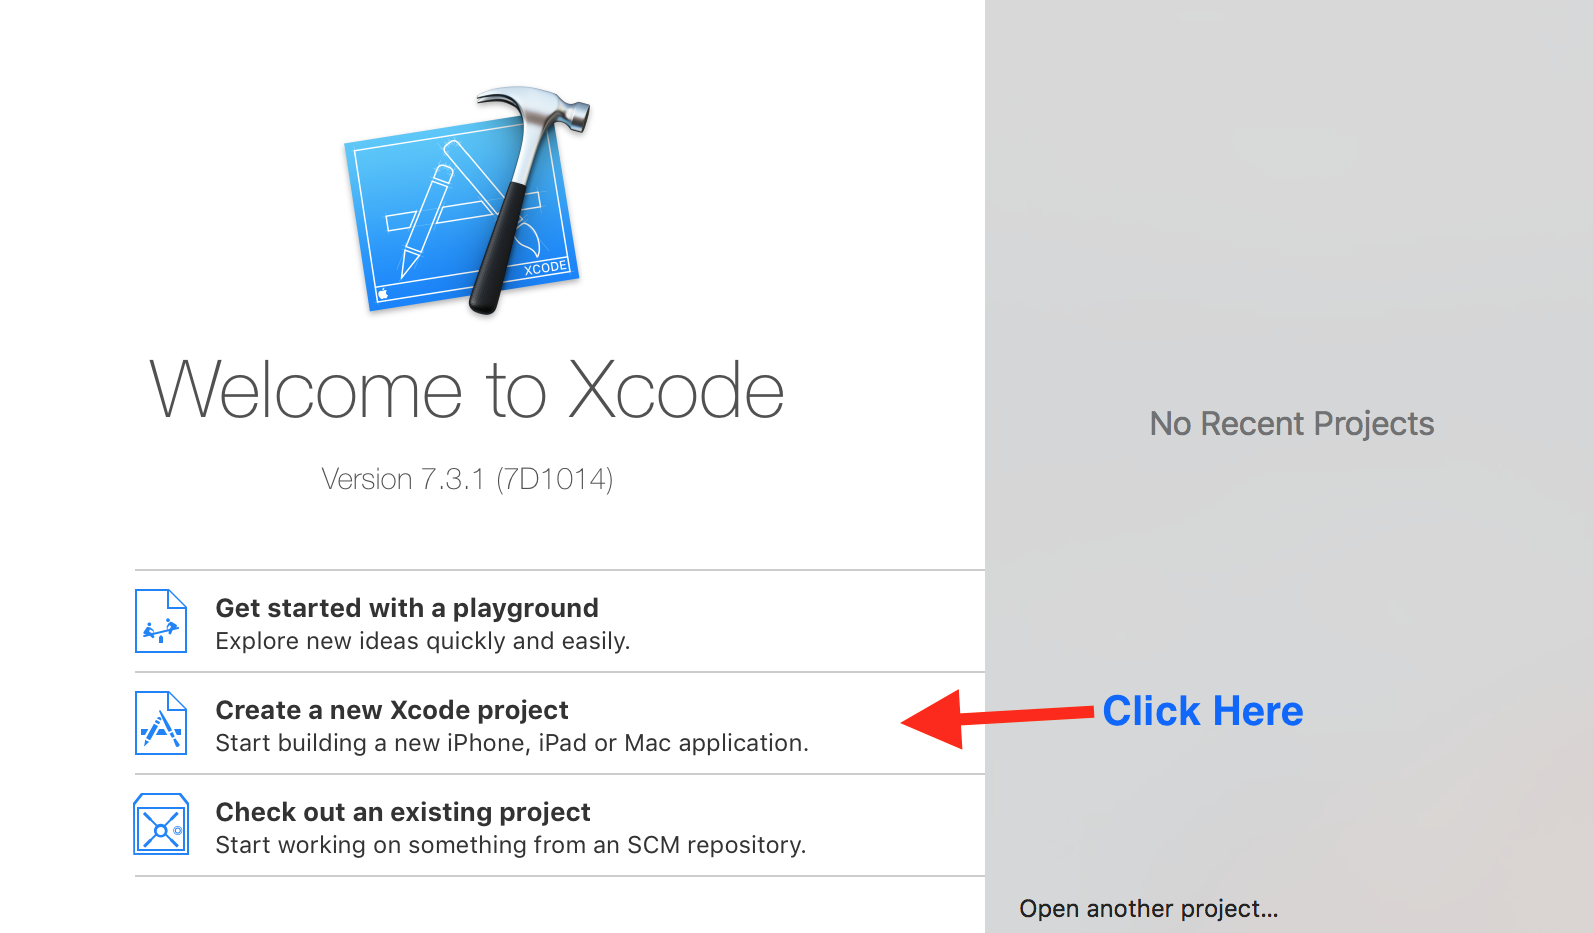 XCODE
Welcome to Xcode
Version 7.3.1 (7D1014)
Get started with a playground
Explore new ideas quickly and easily.
Create a new Xcode project
Start building a new iPhone, iPad or Mac application.
Check out an existing project
Start working on something from an SCM repository.
No Recent Projects
Click Here
Open another project...